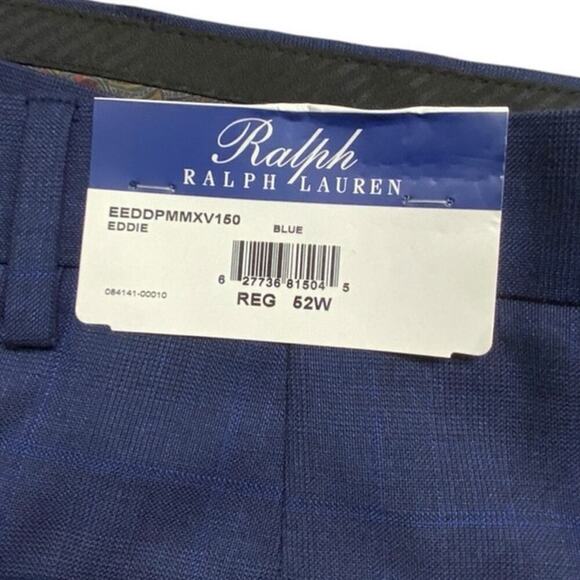 Ralph
RALPH LAUREN
EEDDPMMXV150
EDDIE BLUE
6 27736 81504 5
084141-00010
REG 52W